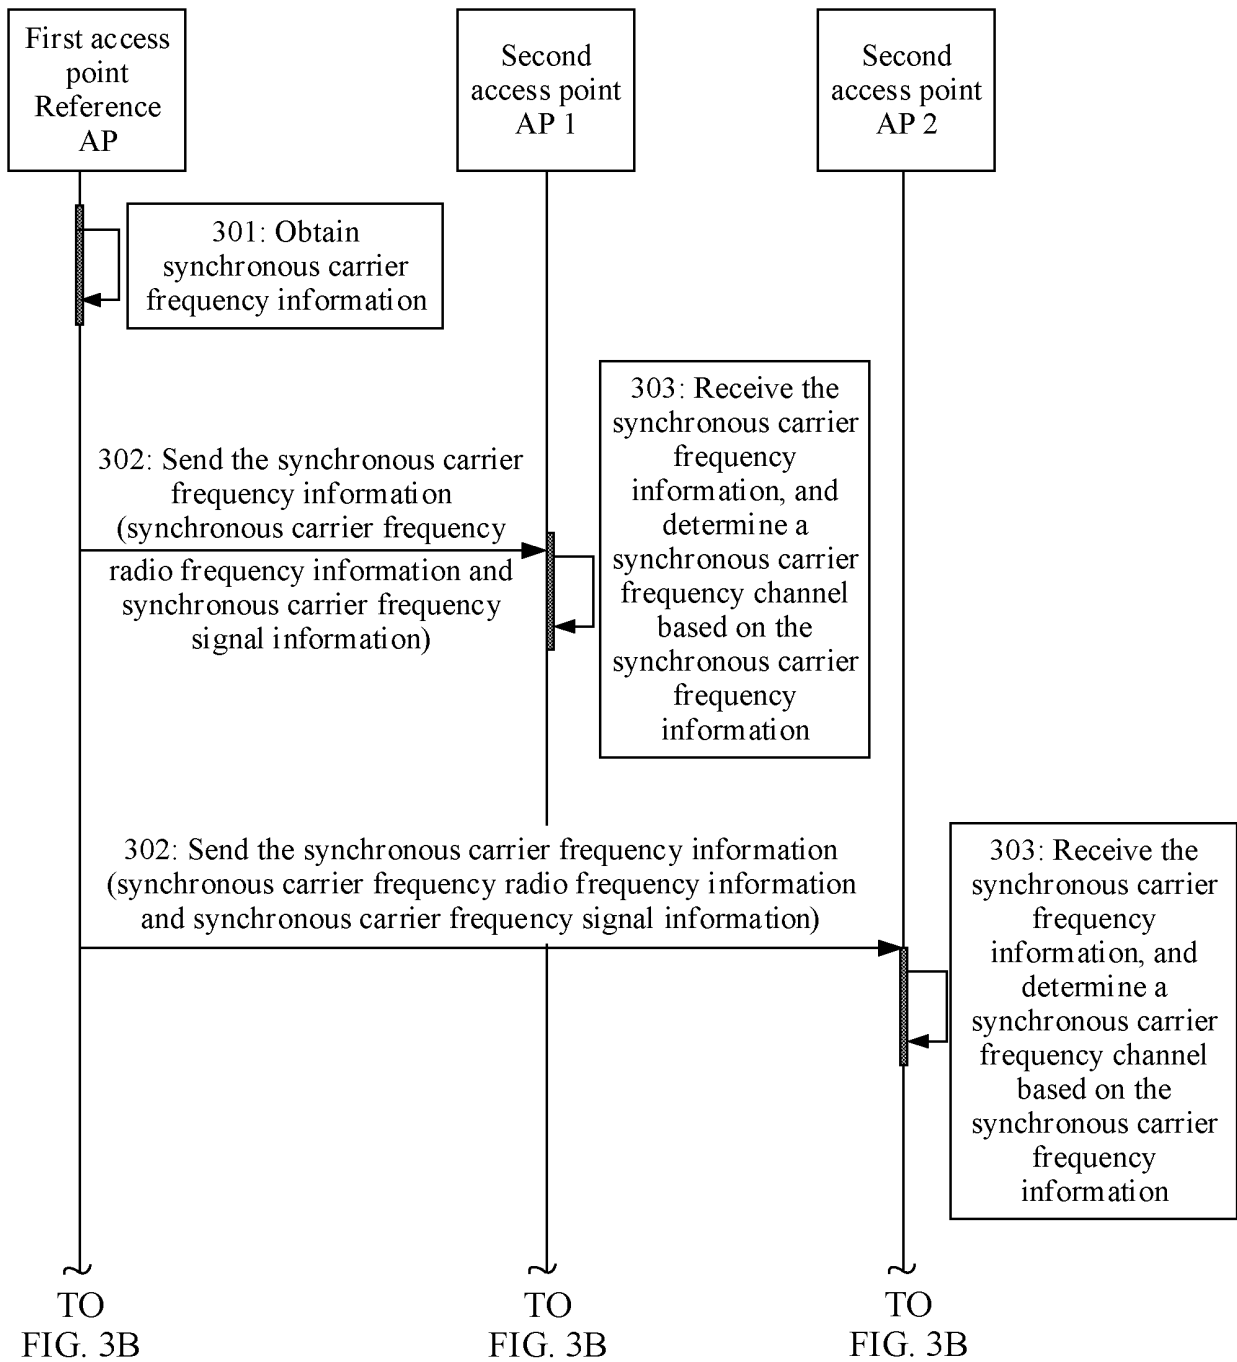 First access
point
Reference
AP
Second
access point
AP 1
Second
access point
AP 2
301: Obtain
synchronous carrier
frequency information
302: Send the synchronous carrier
frequency information
(synchronous carrier frequency
radio frequency information and
synchronous carrier frequency
signal information)
303: Receive the
synchronous carrier
frequency
information, and
determine a
synchronous carrier
frequency channel
based on the
synchronous carrier
frequency
information
302: Send the synchronous carrier frequency information
(synchronous carrier frequency radio frequency information
and synchronous carrier frequency signal information)
303: Receive the
synchronous carrier
frequency
information, and
determine a
synchronous carrier
frequency channel
based on the
synchronous carrier
frequency
information
TO
FIG. 3B
TO
FIG. 3B
TO
FIG. 3B